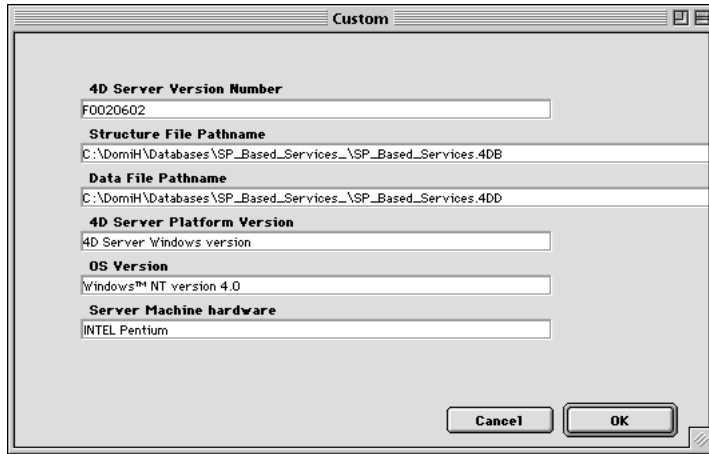 Custom
4D Server Version Number
F0020602
Structure File Pathname
C:\DomiH\Databases\SP_Based_Services_\SP_Based_Services.4DB
Data File Pathname
C:\DomiH\Databases\SP_Based_Services_\SP_Based_Services.4DD
4D Server Platform Version
4D Server Windows version
OS Version
Windows™ NT version 4.0
Server Machine hardware
INTEL Pentium
Cancel OK